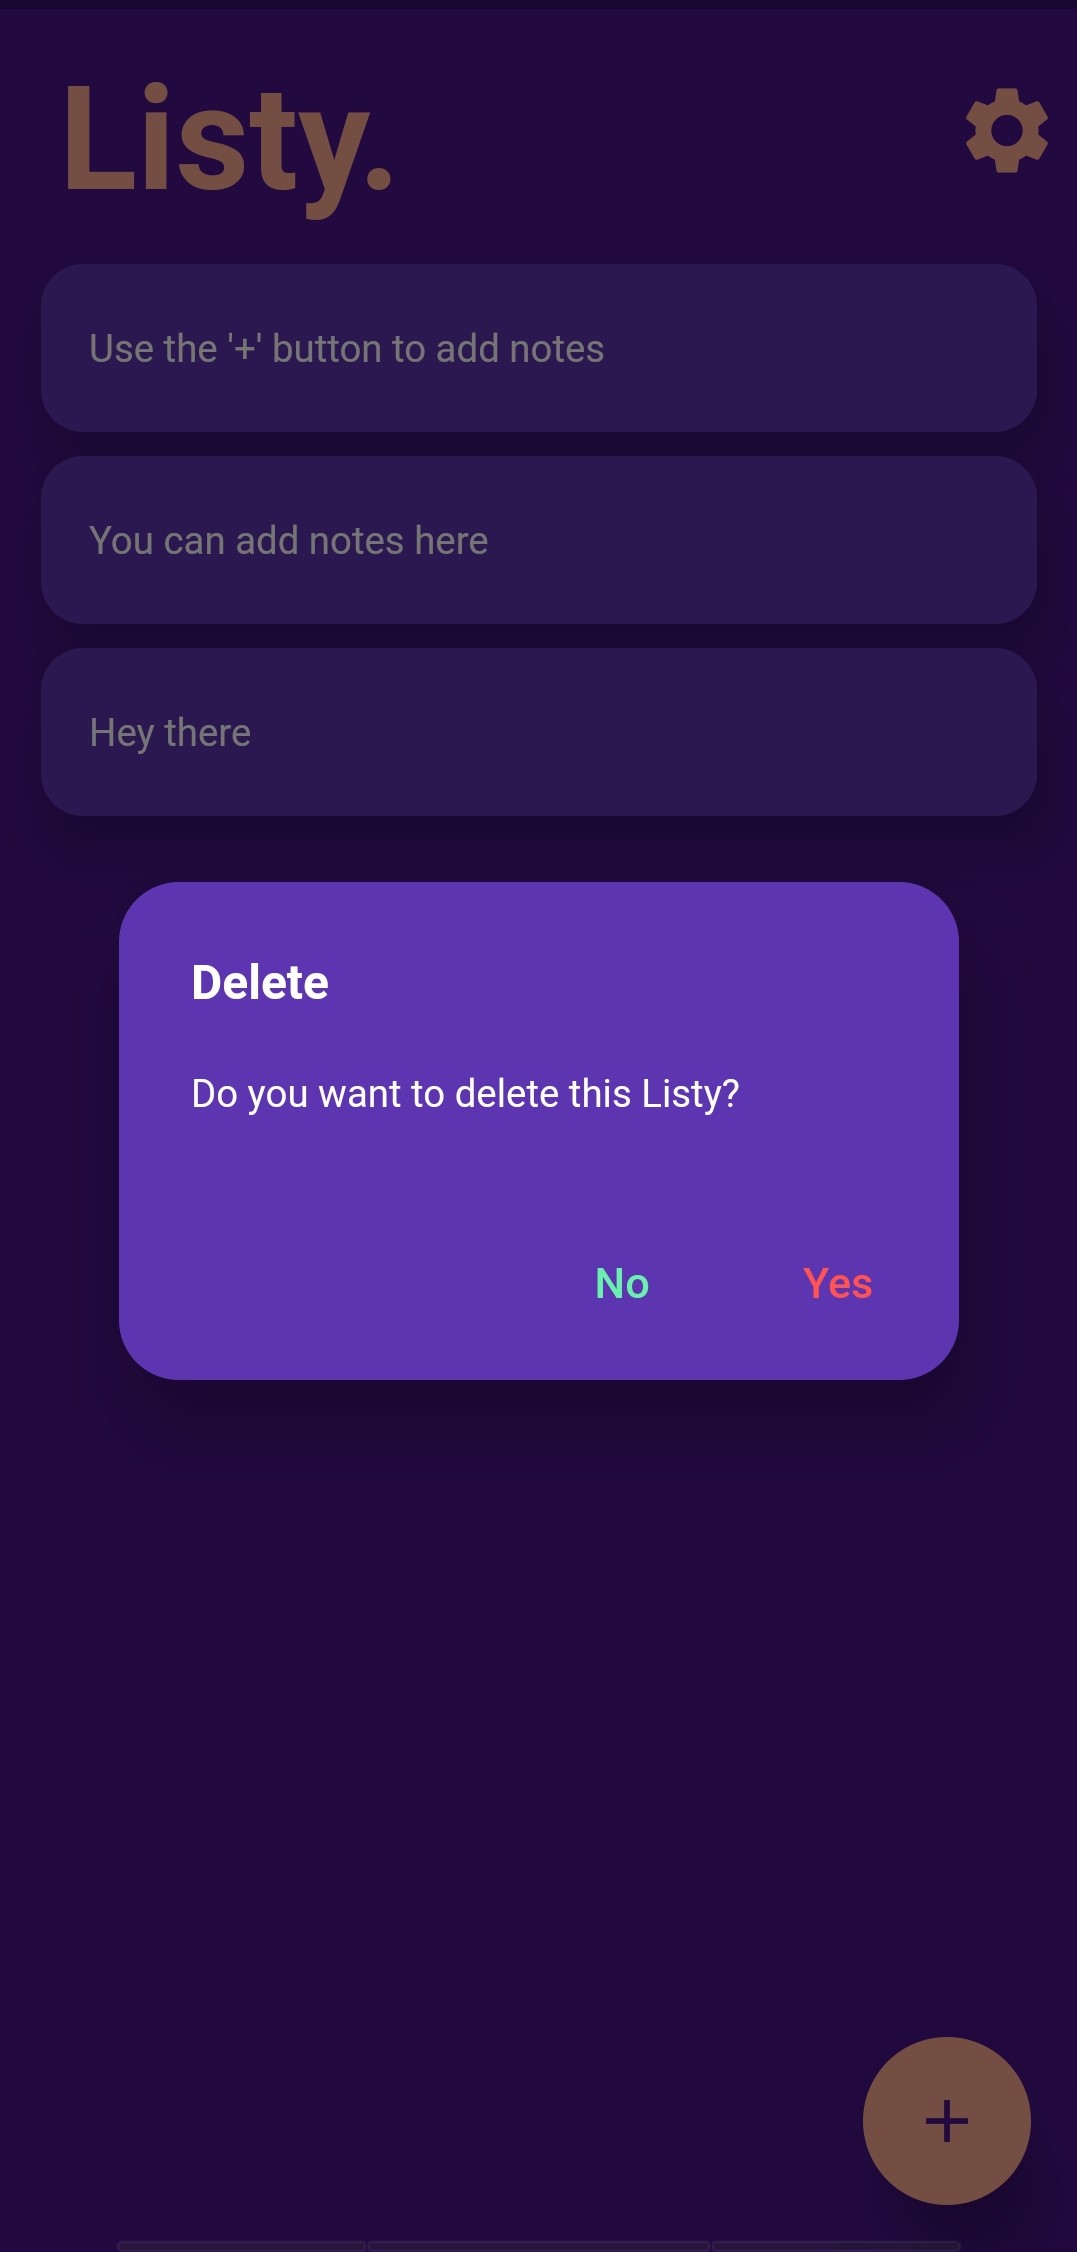 Listy.
Use the '+' button to add notes
You can add notes here
Hey there
Delete
Do you want to delete this Listy?
No Yes
+